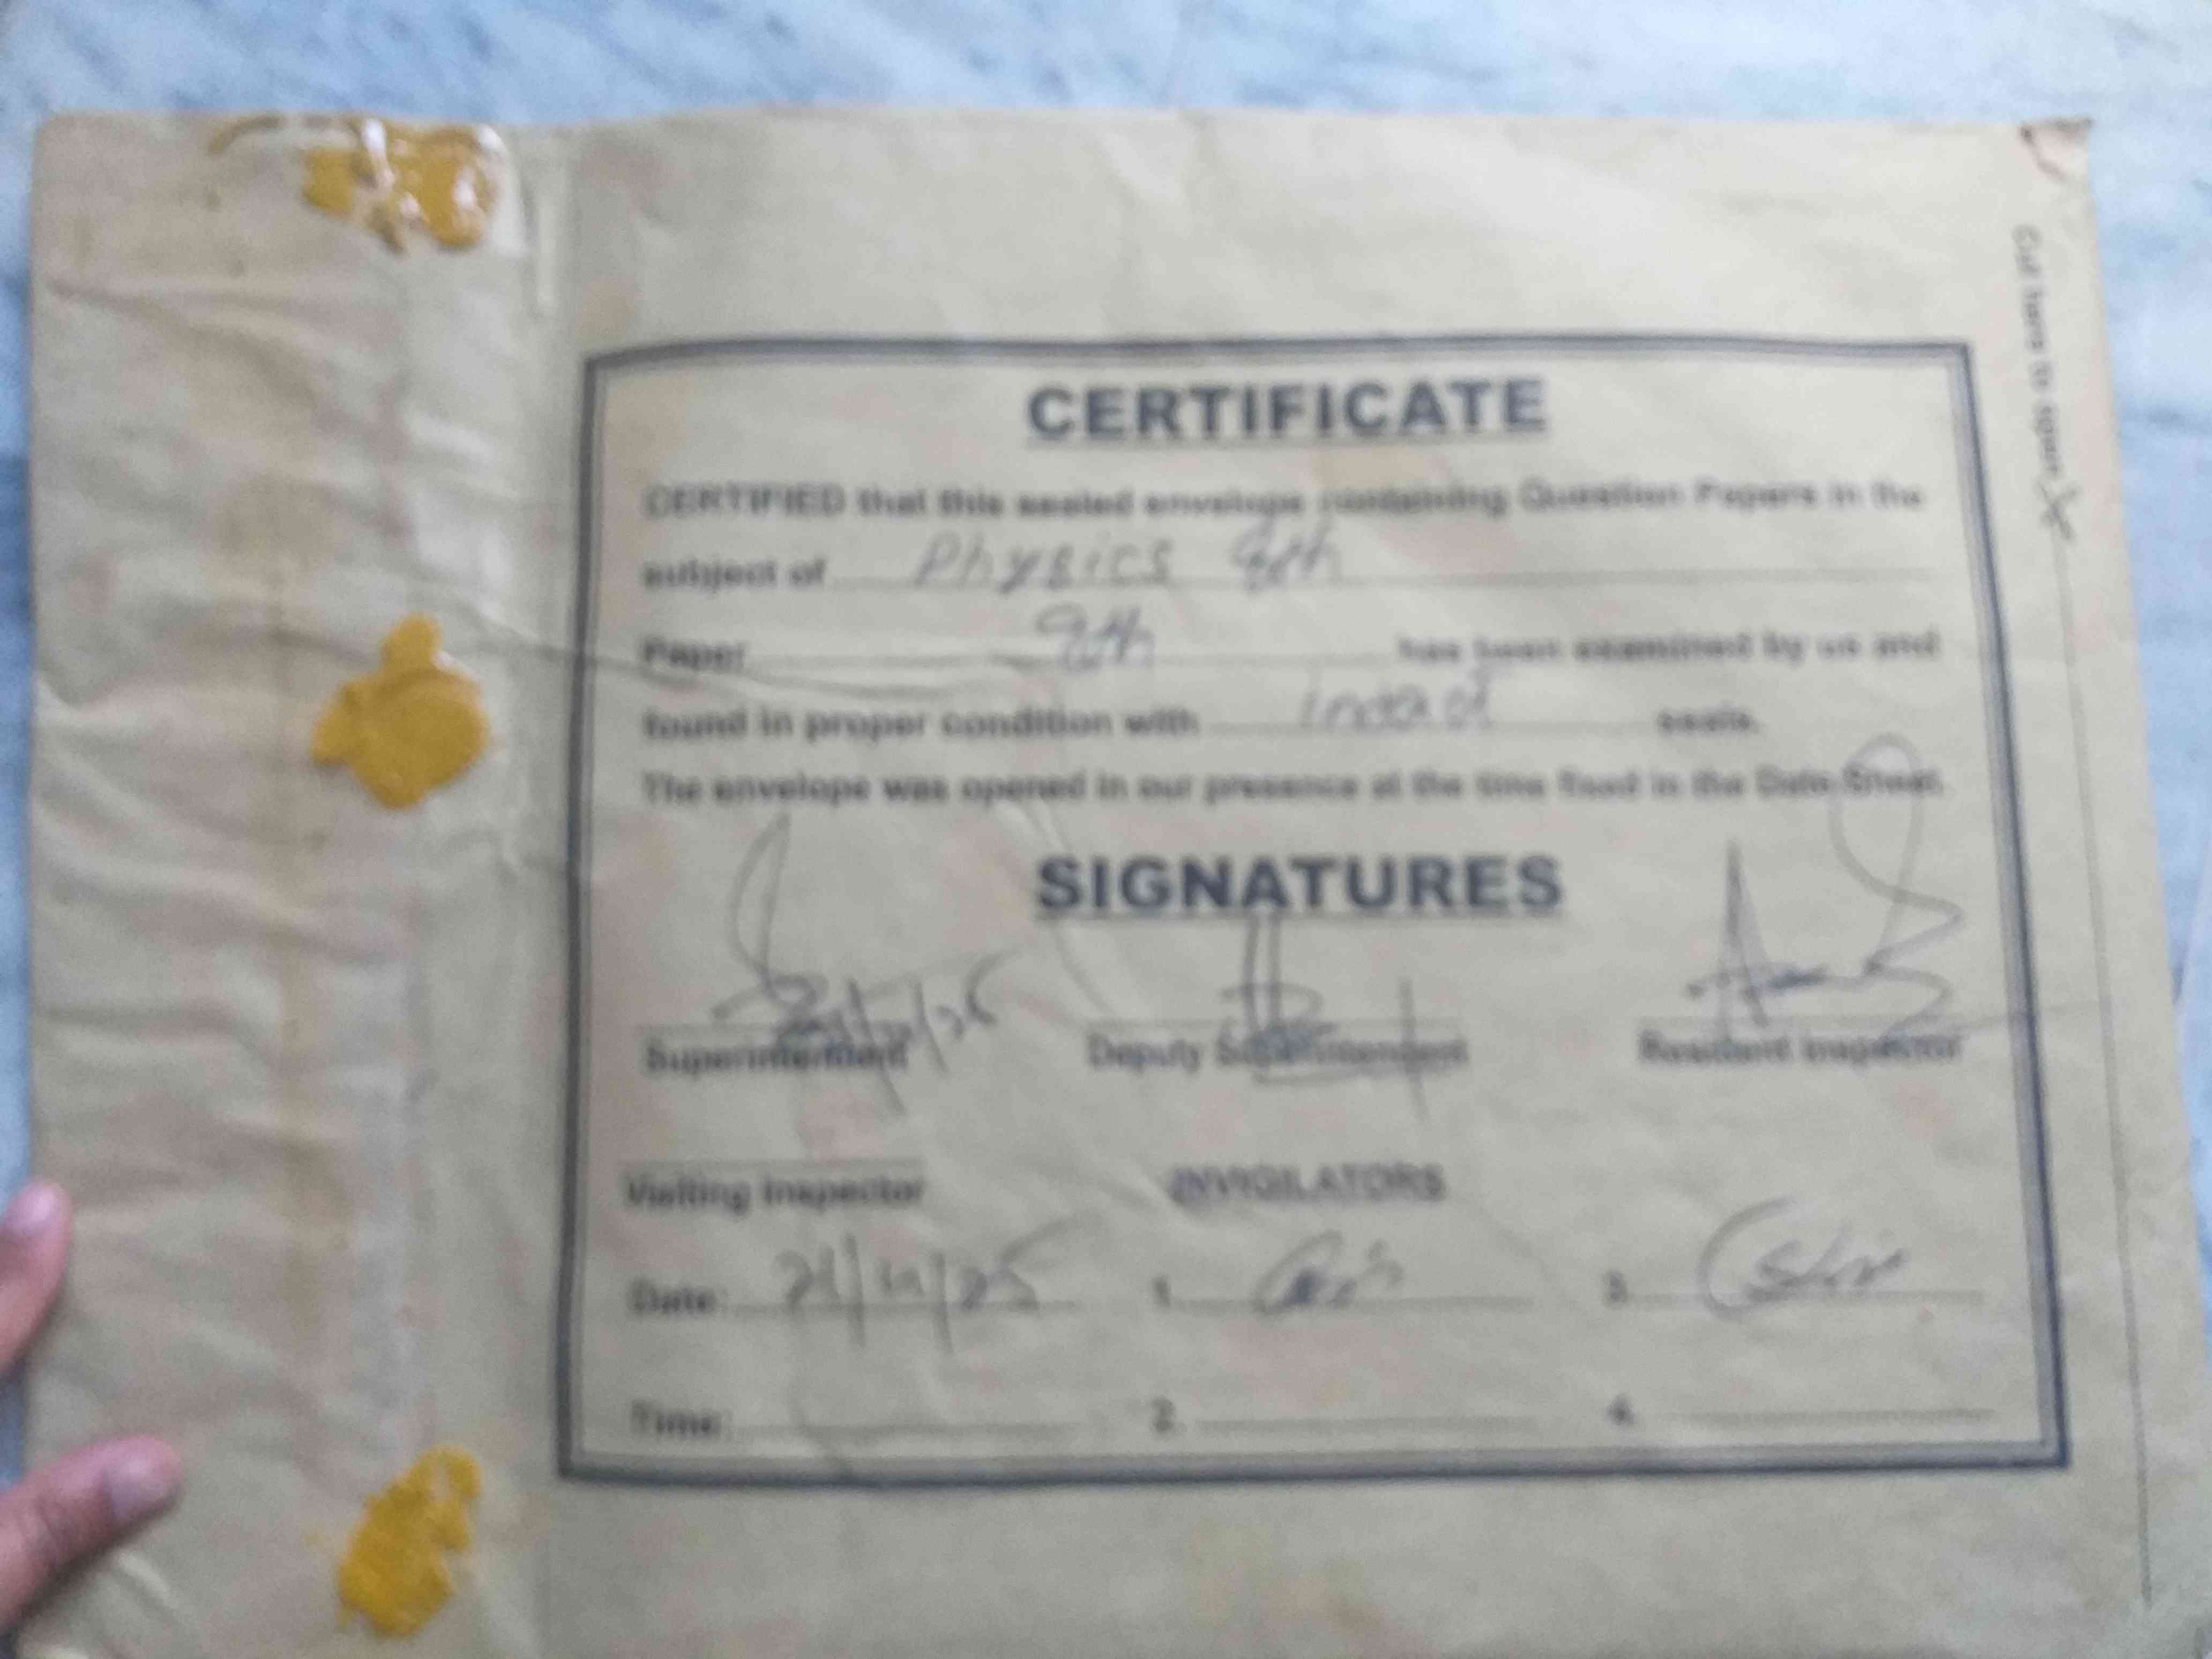 Cut here to open
CERTIFICATE
CERTIFIED that this sealed envelope containing Question Papers in the
subject of Physics 9th
Paper 9th has been examined by us and
found in proper condition with intact seals.
The envelope was opened in our presence at the time fixed in the Date Sheet.
SIGNATURES
Superintendent Deputy Superintendent Resident Inspector
Visiting Inspector INVIGILATORS
Date: 1. 3.
Time: 2. 4.